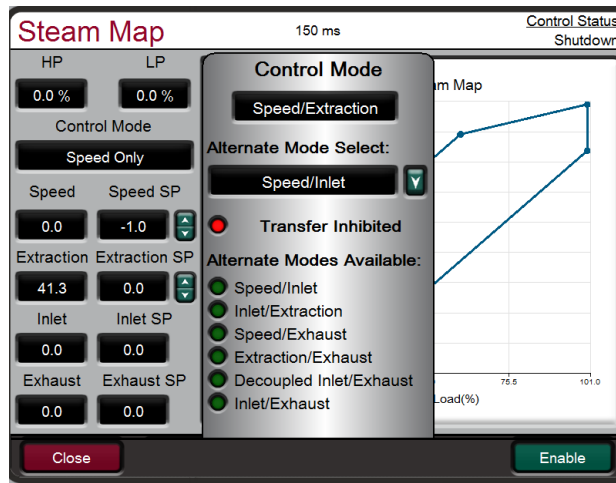 Steam Map
150 ms
Control Status
Shutdown
HP
LP
0.0 %
0.0 %
Control Mode
Speed Only
Speed
Speed SP
0.0
-1.0
Extraction
Extraction SP
41.3
0.0
Inlet
Inlet SP
0.0
0.0
Exhaust
Exhaust SP
0.0
0.0
Control Mode
Speed/Extraction
Alternate Mode Select:
Speed/Inlet
Transfer Inhibited
Alternate Modes Available:
Speed/Inlet
Inlet/Extraction
Speed/Exhaust
Extraction/Exhaust
Decoupled Inlet/Exhaust
Inlet/Exhaust
am Map
75.5
101.0
Load(%)
Close
Enable